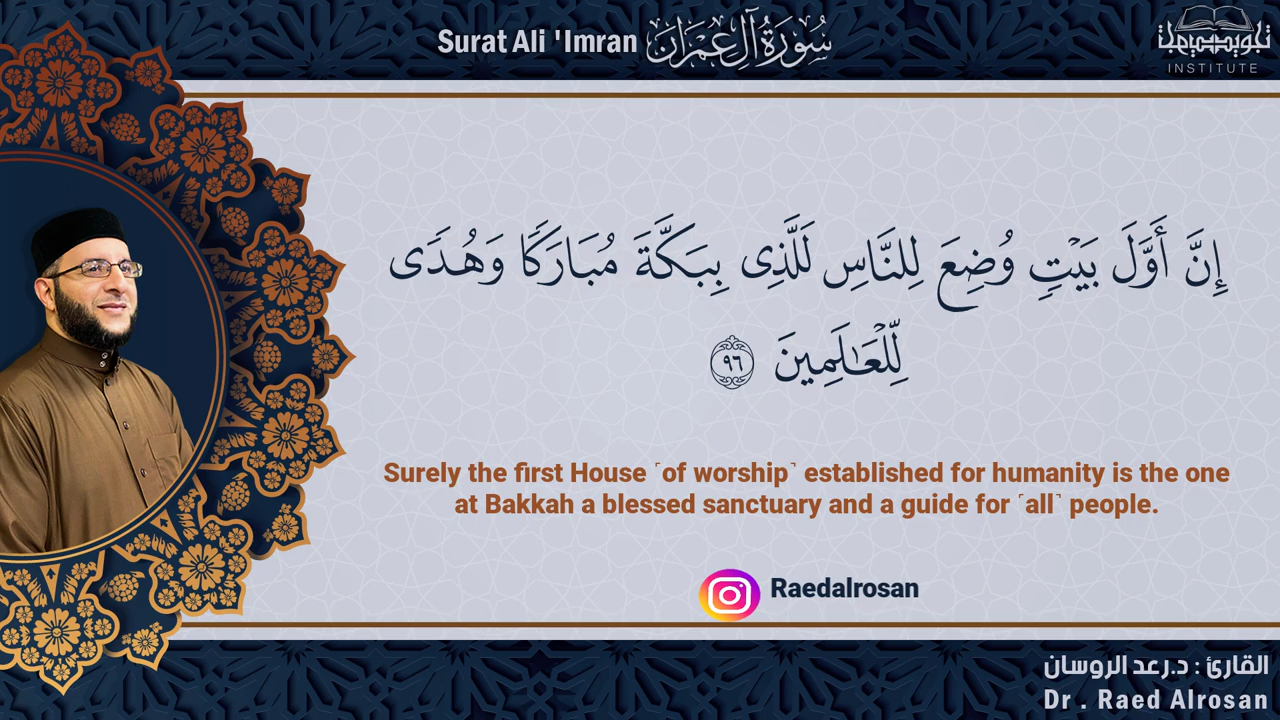 Surat Ali 'Imran سُورَةُ آلِ عِمْرَانَ
INSTITUTE
إِنَّ أَوَّلَ بَيْتٍ وُضِعَ لِلنَّاسِ لَلَّذِى بِبَكَّةَ مُبَارَكًا وَهُدًى
لِّلْعَـٰلَمِينَ ٩٦
Surely the first House ˹of worship˺ established for humanity is the one
at Bakkah a blessed sanctuary and a guide for ˹all˺ people.
Raedalrosan
القارئ : د.رعد الروسان
Dr . Raed Alrosan